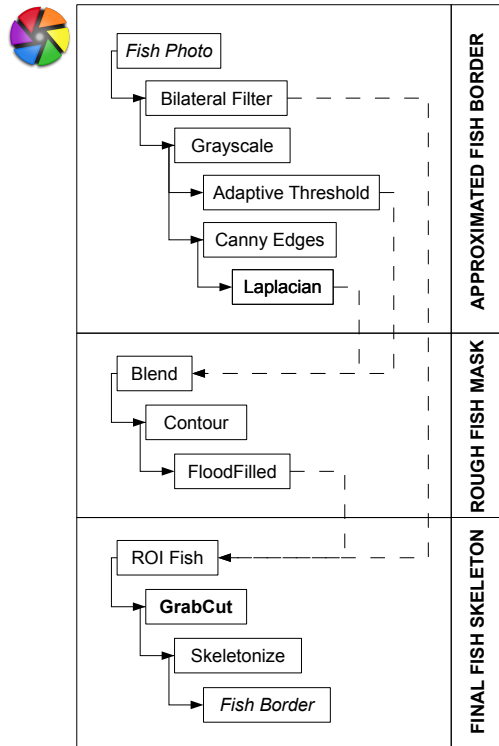 Fish Photo
Bilateral Filter
Grayscale
Adaptive Threshold
Canny Edges
Laplacian
APPROXIMATED FISH BORDER
Blend
Contour
FloodFilled
ROUGH FISH MASK
ROI Fish
GrabCut
Skeletonize
Fish Border
FINAL FISH SKELETON